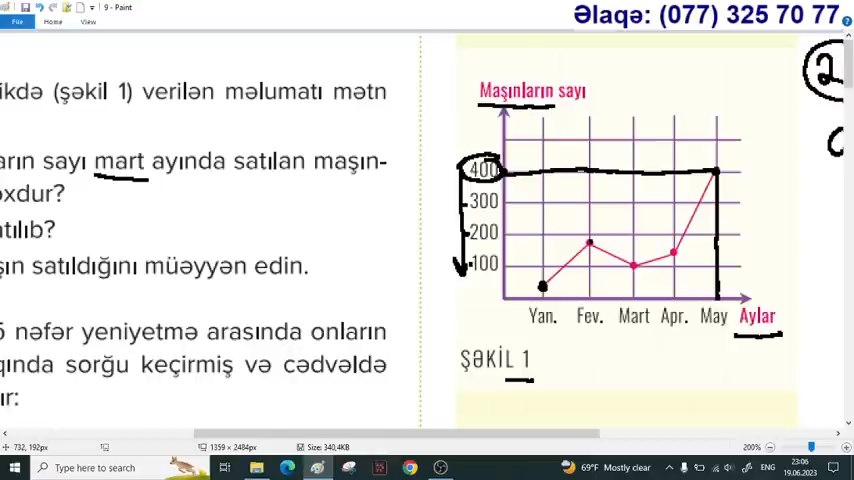 9 - Paint
Əlaqə: (077) 325 70 77
File Home View
ikdə (şəkil 1) verilən məlumatı mətn
arın sayı mart ayında satılan maşın-
oxdur?
atılıb?
şın satıldığını müəyyən edin.
5 nəfər yeniyetmə arasında onların
qında sorğu keçirmiş və cədvəldə
ır:
Maşınların sayı
400
300
200
100
Yan. Fev. Mart Apr. May Aylar
ŞƏKİL 1
2
732, 192px
1359 × 2484px
Size: 340,4KB
200%
Type here to search
69°F Mostly clear
ENG
23:06
19.06.2023